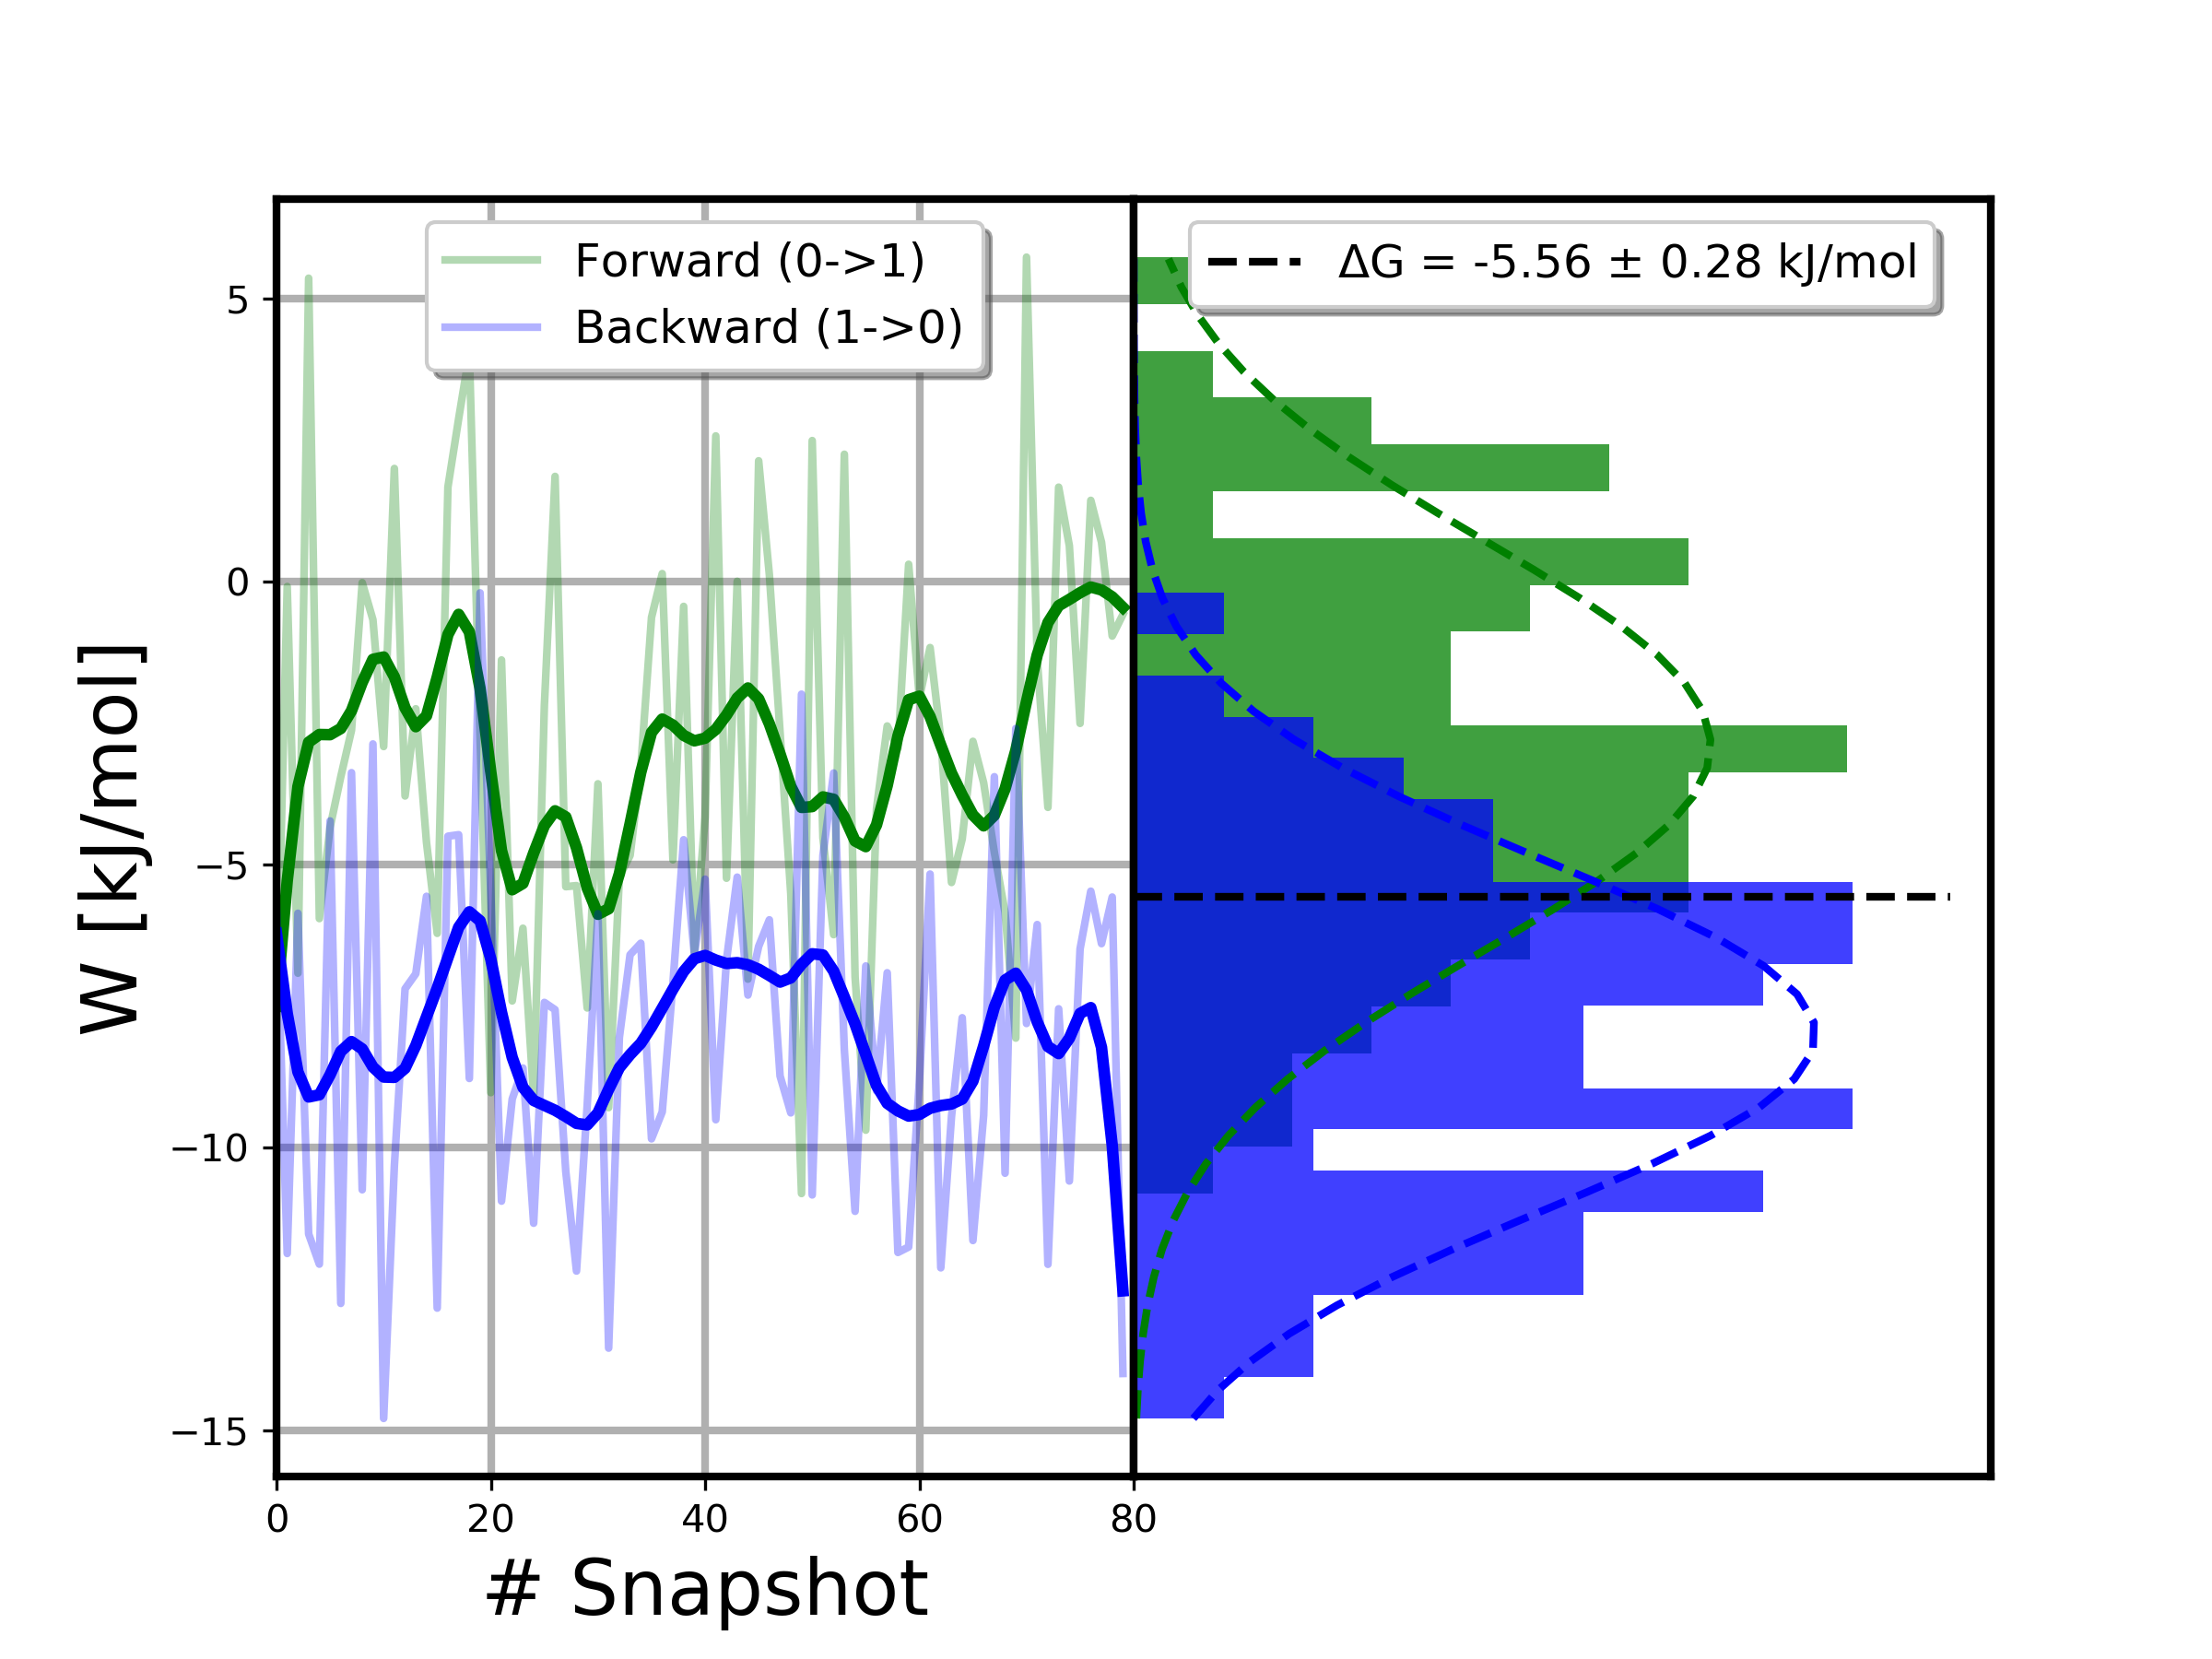 Forward (0->1)
Backward (1->0)
ΔG = -5.56 ± 0.28 kJ/mol
5
0
−5
−10
−15
W [kJ/mol]
0 20 40 60 80
# Snapshot